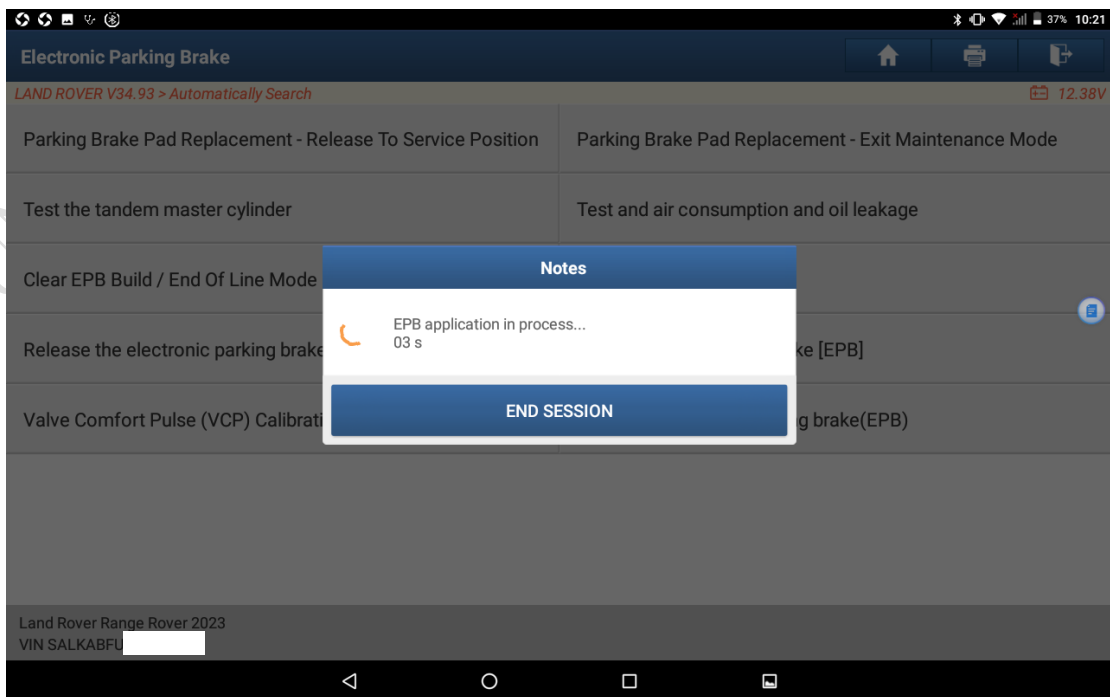 37% 10:21
Electronic Parking Brake
LAND ROVER V34.93 > Automatically Search
12.38V
Parking Brake Pad Replacement - Release To Service Position
Parking Brake Pad Replacement - Exit Maintenance Mode
Test the tandem master cylinder
Test and air consumption and oil leakage
Clear EPB Build / End Of Line Mode
Notes
EPB application in process...
03 s
Release the electronic parking brake
ke [EPB]
END SESSION
Valve Comfort Pulse (VCP) Calibrati
g brake(EPB)
Land Rover Range Rover 2023
VIN SALKABFU